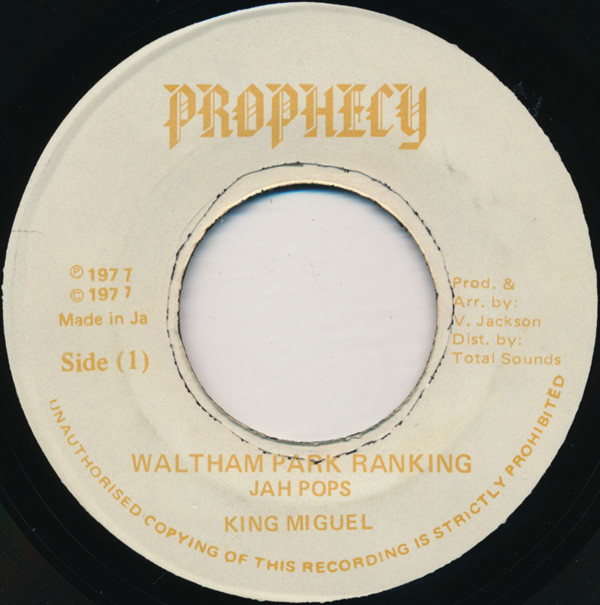 PROPHECY
℗ 1977
© 1977
Made in Ja
Side (1)
Prod. &
Arr. by:
V. Jackson
Dist. by:
Total Sounds
WALTHAM PARK RANKING
JAH POPS
KING MIGUEL
UNAUTHORISED COPYING OF THIS RECORDING IS STRICTLY PROHIBITED